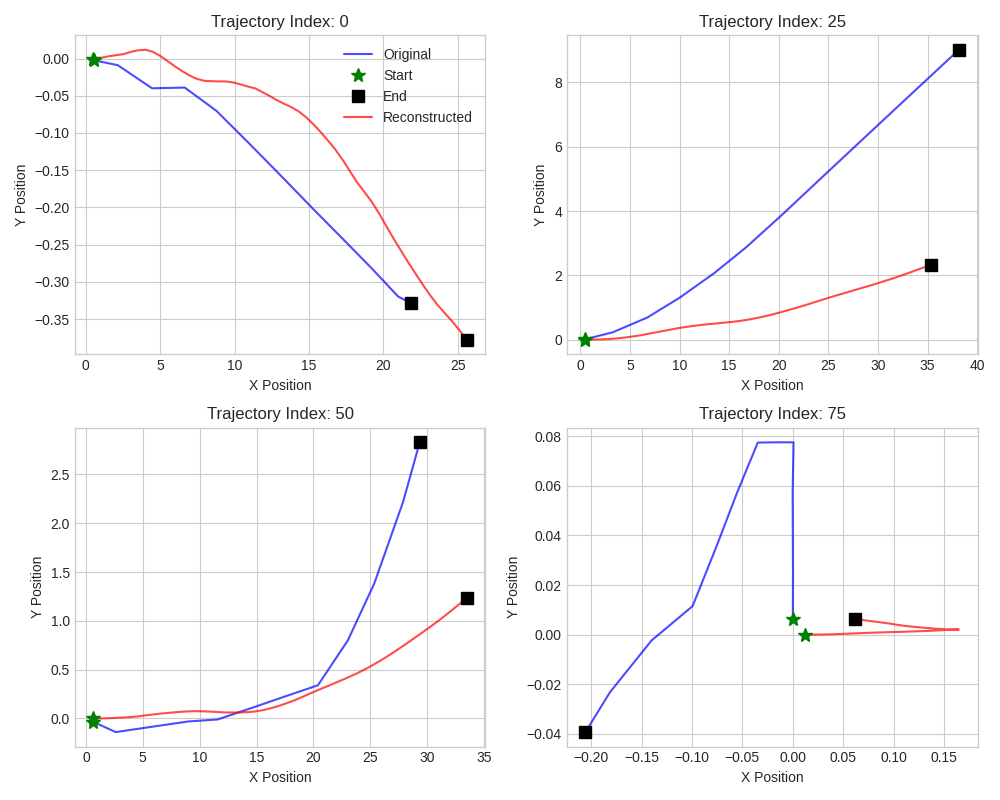 Trajectory Index: 0
0.00
−0.05
−0.10
−0.15
−0.20
−0.25
−0.30
−0.35
Y Position
0 5 10 15 20 25
X Position
Original
Start
End
Reconstructed
Trajectory Index: 25
8
6
4
2
0
Y Position
0 5 10 15 20 25 30 35 40
X Position
Trajectory Index: 50
2.5
2.0
1.5
1.0
0.5
0.0
Y Position
0 5 10 15 20 25 30 35
X Position
Trajectory Index: 75
0.08
0.06
0.04
0.02
0.00
−0.02
−0.04
Y Position
−0.20 −0.15 −0.10 −0.05 0.00 0.05 0.10 0.15
X Position